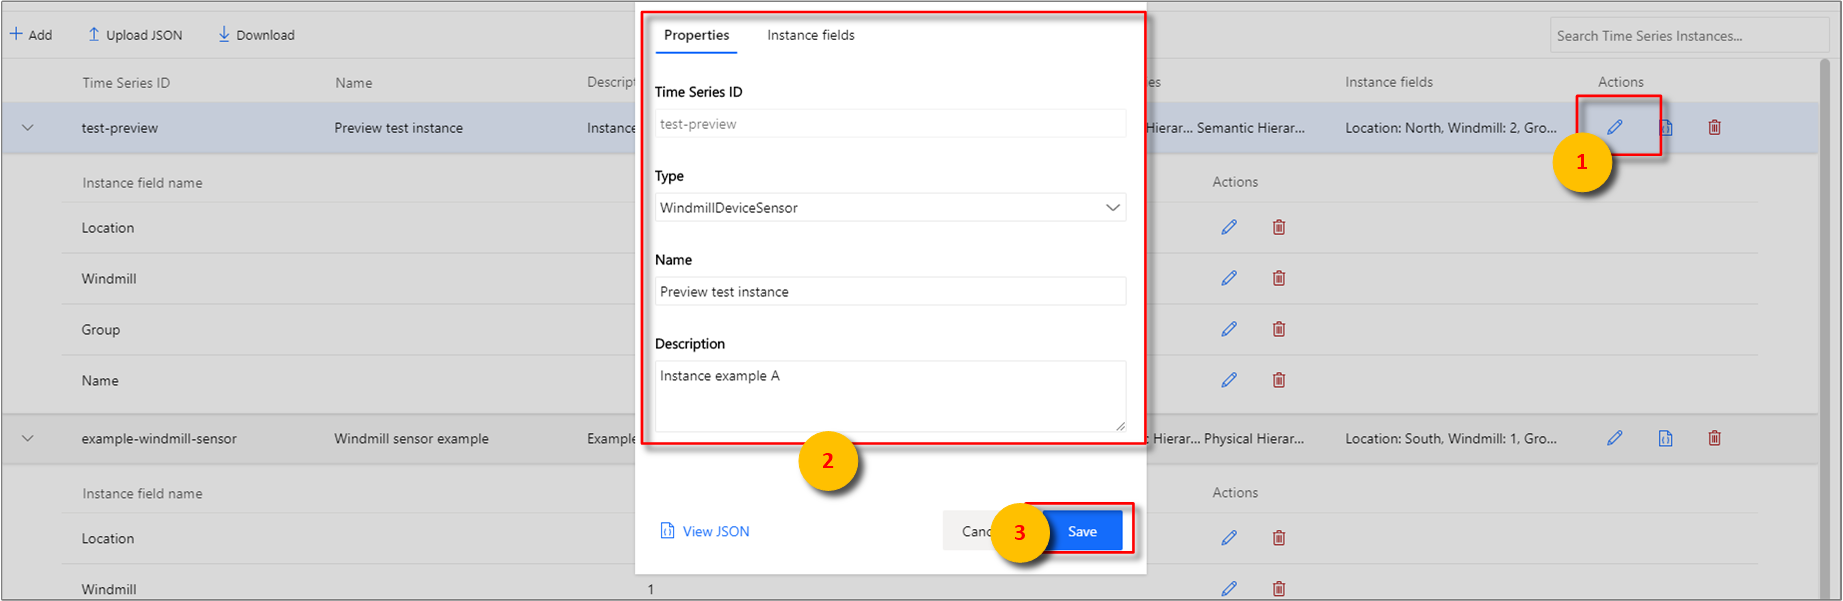 Add Upload JSON Download Search Time Series Instances...
Properties Instance fields
Time Series ID Name Instance fields Actions
Time Series ID
test-preview Preview test instance Instance test-preview Hierar... Semantic Hierar... Location: North, Windmill: 2, Gro...
1
Type
Instance field name Actions
Location WindmillDeviceSensor
Name
Windmill Preview test instance
Group
Description
Name Instance example A
example-windmill-sensor Windmill sensor example Example Hierar... Physical Hierar... Location: South, Windmill: 1, Gro...
2
Instance field name Actions
Location View JSON 3 Save
Windmill 1